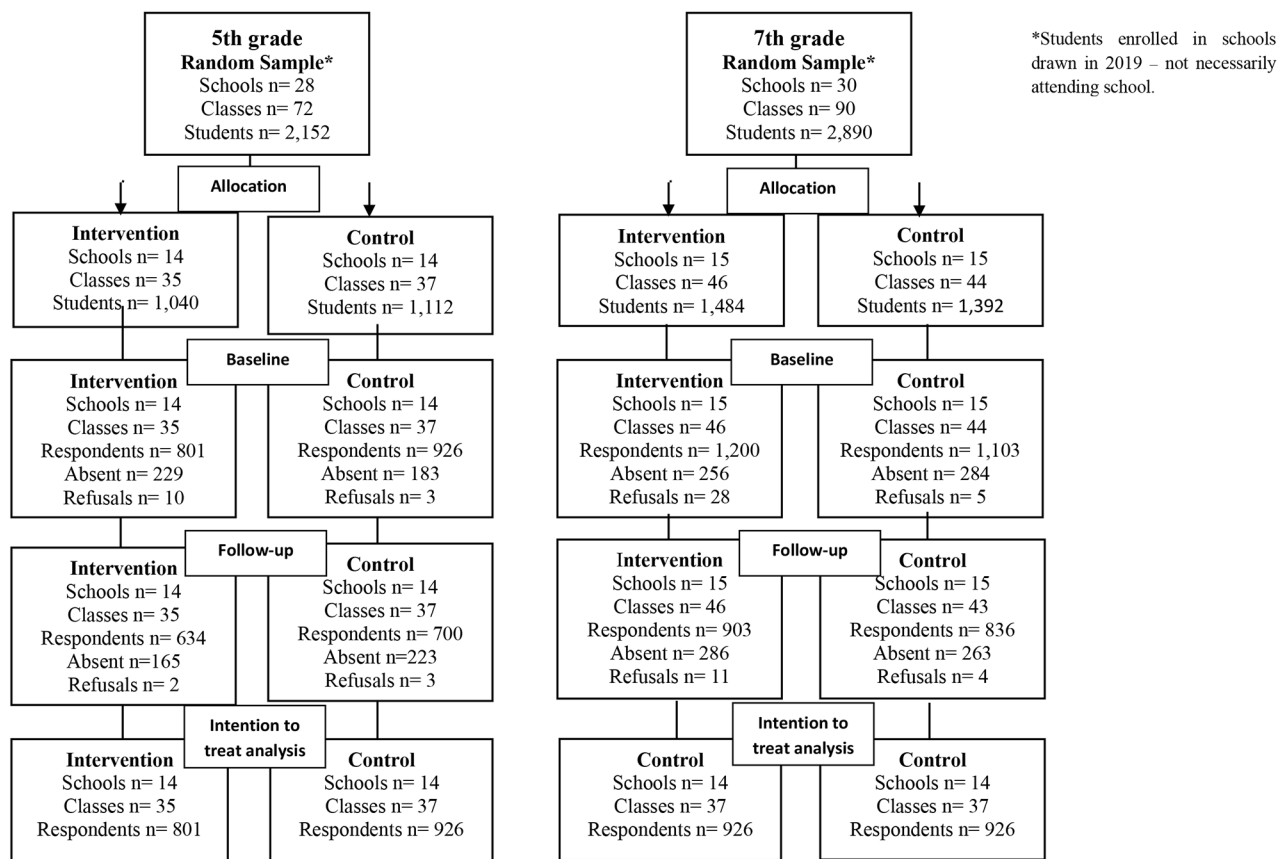 5th grade
Random Sample*
Schools n= 28
Classes n= 72
Students n= 2,152
Allocation
Intervention
Schools n= 14
Classes n= 35
Students n= 1,040
Control
Schools n= 14
Classes n= 37
Students n= 1,112
Baseline
Intervention
Schools n= 14
Classes n= 35
Respondents n= 801
Absent n= 229
Refusals n= 10
Control
Schools n= 14
Classes n= 37
Respondents n= 926
Absent n= 183
Refusals n= 3
Follow-up
Intervention
Schools n= 14
Classes n= 35
Respondents n= 634
Absent n=165
Refusals n= 2
Control
Schools n= 14
Classes n= 37
Respondents n= 700
Absent n=223
Refusals n= 3
Intention to
treat analysis
Intervention
Schools n= 14
Classes n= 35
Respondents n= 801
Control
Schools n= 14
Classes n= 37
Respondents n= 926
7th grade
Random Sample*
Schools n= 30
Classes n= 90
Students n= 2,890
Allocation
Intervention
Schools n= 15
Classes n= 46
Students n= 1,484
Control
Schools n= 15
Classes n= 44
Students n= 1,392
Baseline
Intervention
Schools n= 15
Classes n= 46
Respondents n= 1,200
Absent n= 256
Refusals n= 28
Control
Schools n= 15
Classes n= 44
Respondents n= 1,103
Absent n= 284
Refusals n= 5
Follow-up
Intervention
Schools n= 15
Classes n= 46
Respondents n= 903
Absent n= 286
Refusals n= 11
Control
Schools n= 15
Classes n= 43
Respondents n= 836
Absent n= 263
Refusals n= 4
Intention to
treat analysis
Control
Schools n= 14
Classes n= 37
Respondents n= 926
Control
Schools n= 14
Classes n= 37
Respondents n= 926
*Students enrolled in schools
drawn in 2019 – not necessarily
attending school.